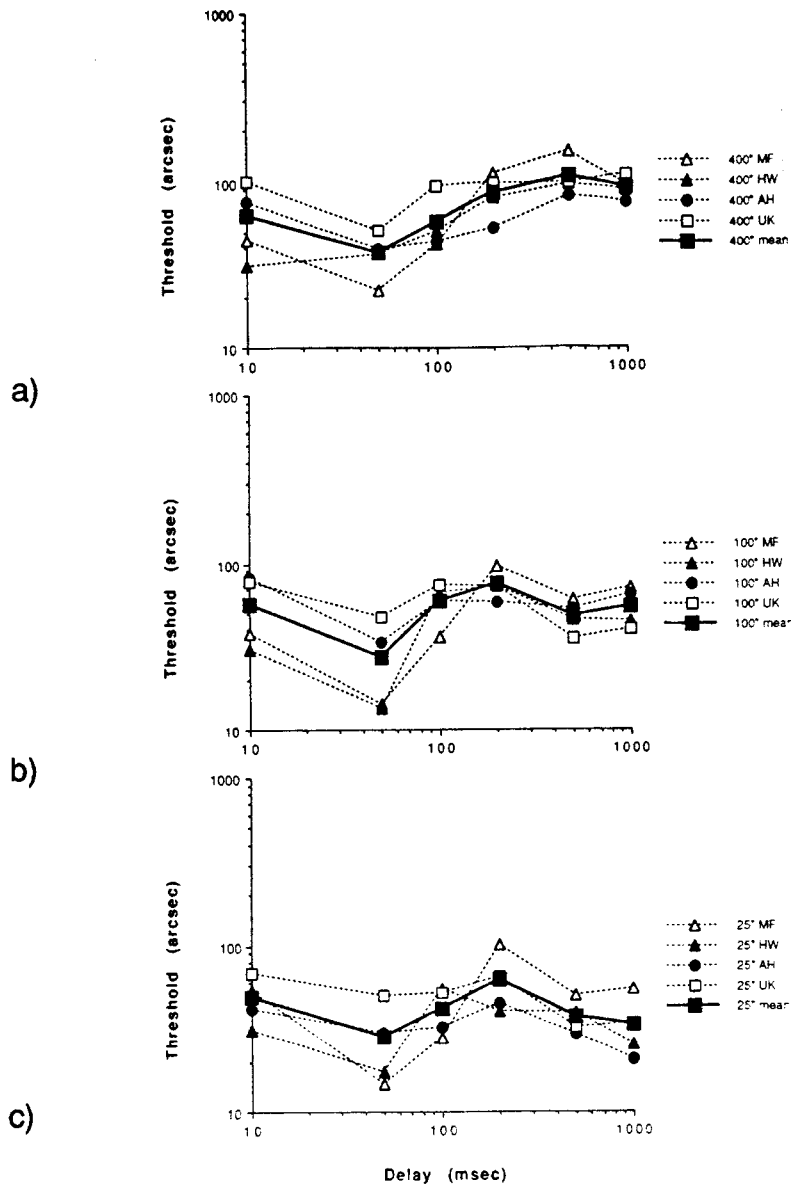 1000
100
10
Threshold (arcsec)
10
100
1000
400" MF
400" HW
400" AH
400" UK
400" mean
a)
1000
100
10
Threshold (arcsec)
10
100
1000
100" MF
100" HW
100" AH
100" UK
100" mean
b)
1000
100
10
Threshold (arcsec)
10
100
1000
25" MF
25" HW
25" AH
25" UK
25" mean
c)
Delay (msec)